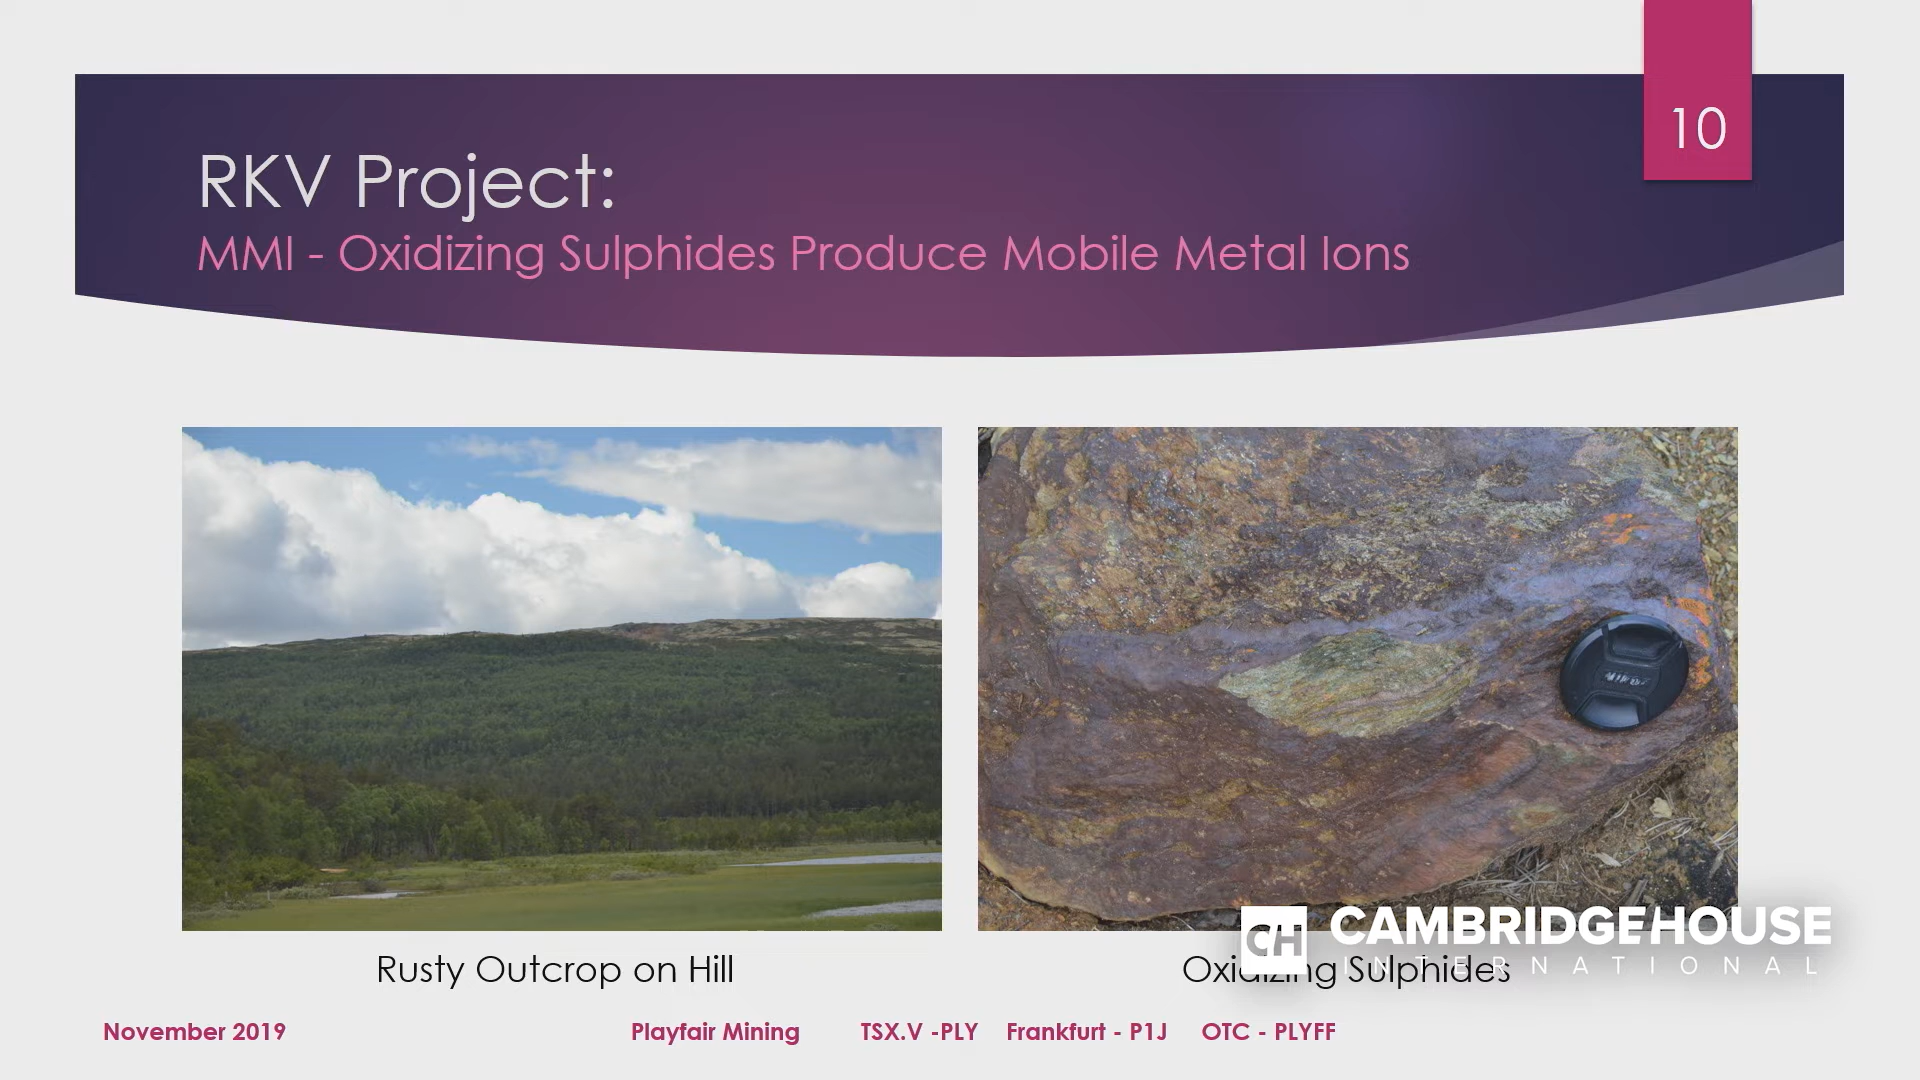 10
RKV Project:
MMI - Oxidizing Sulphides Produce Mobile Metal Ions
Rusty Outcrop on Hill
Oxidizing Sulphides
CH CAMBRIDGEHOUSE
INTERNATIONAL
November 2019 Playfair Mining TSX.V -PLY Frankfurt - P1J OTC - PLYFF